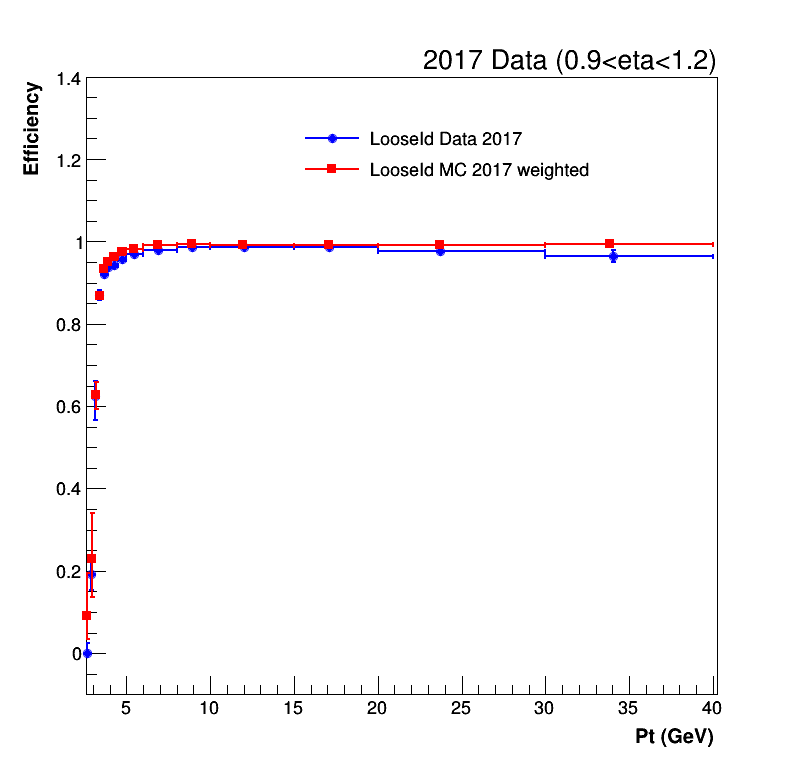 2017 Data (0.9<eta<1.2)
Efficiency
1.4
1.2
1
0.8
0.6
0.4
0.2
0
LooseId Data 2017
LooseId MC 2017 weighted
5 10 15 20 25 30 35 40
Pt (GeV)